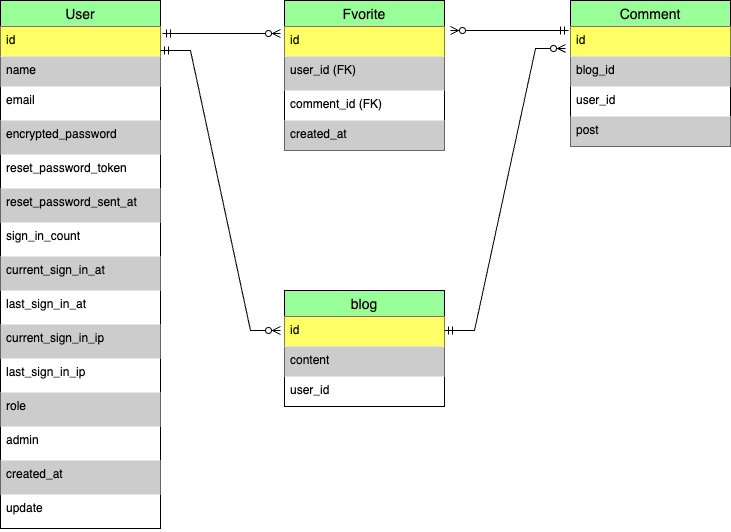 User
id
name
email
encrypted_password
reset_password_token
reset_password_sent_at
sign_in_count
current_sign_in_at
last_sign_in_at
current_sign_in_ip
last_sign_in_ip
role
admin
created_at
update
Fvorite
id
user_id (FK)
comment_id (FK)
created_at
Comment
id
blog_id
user_id
post
blog
id
content
user_id